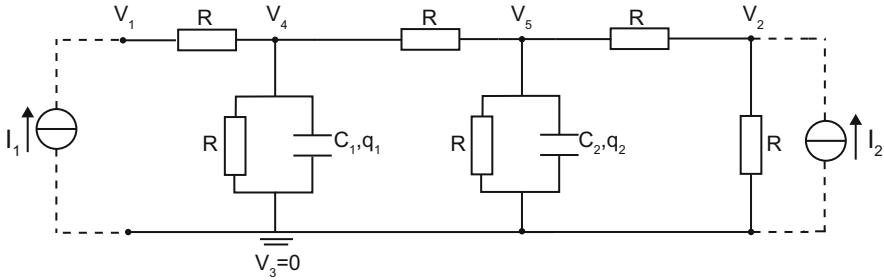 V₁ R V₄ R V₅ R V₂
I₁ R C₁,q₁ R C₂,q₂ R I₂
V₃=0